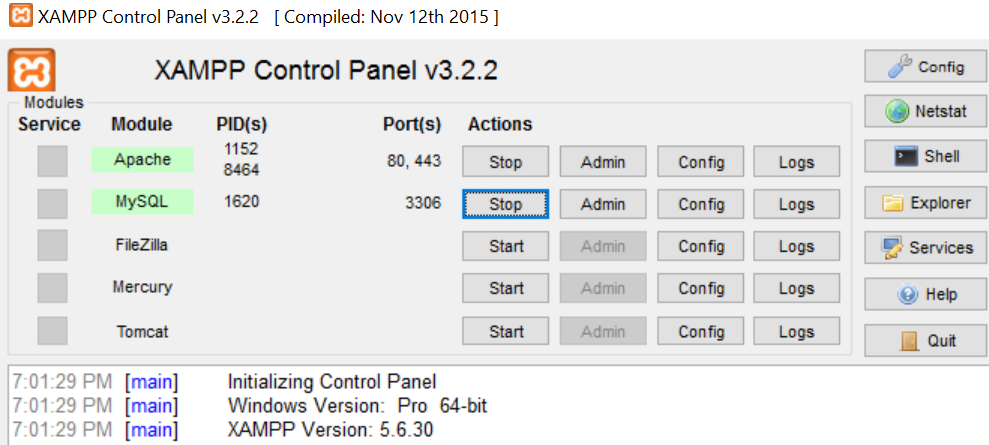 XAMPP Control Panel v3.2.2 [ Compiled: Nov 12th 2015 ]
XAMPP Control Panel v3.2.2
Config
Modules
Service Module PID(s) Port(s) Actions
Netstat
Apache 1152 8464 80, 443 Stop Admin Config Logs
Shell
MySQL 1620 3306 Stop Admin Config Logs
Explorer
FileZilla Start Admin Config Logs
Services
Mercury Start Admin Config Logs
Help
Tomcat Start Admin Config Logs
Quit
7:01:29 PM [main] Initializing Control Panel
7:01:29 PM [main] Windows Version: Pro 64-bit
7:01:29 PM [main] XAMPP Version: 5.6.30